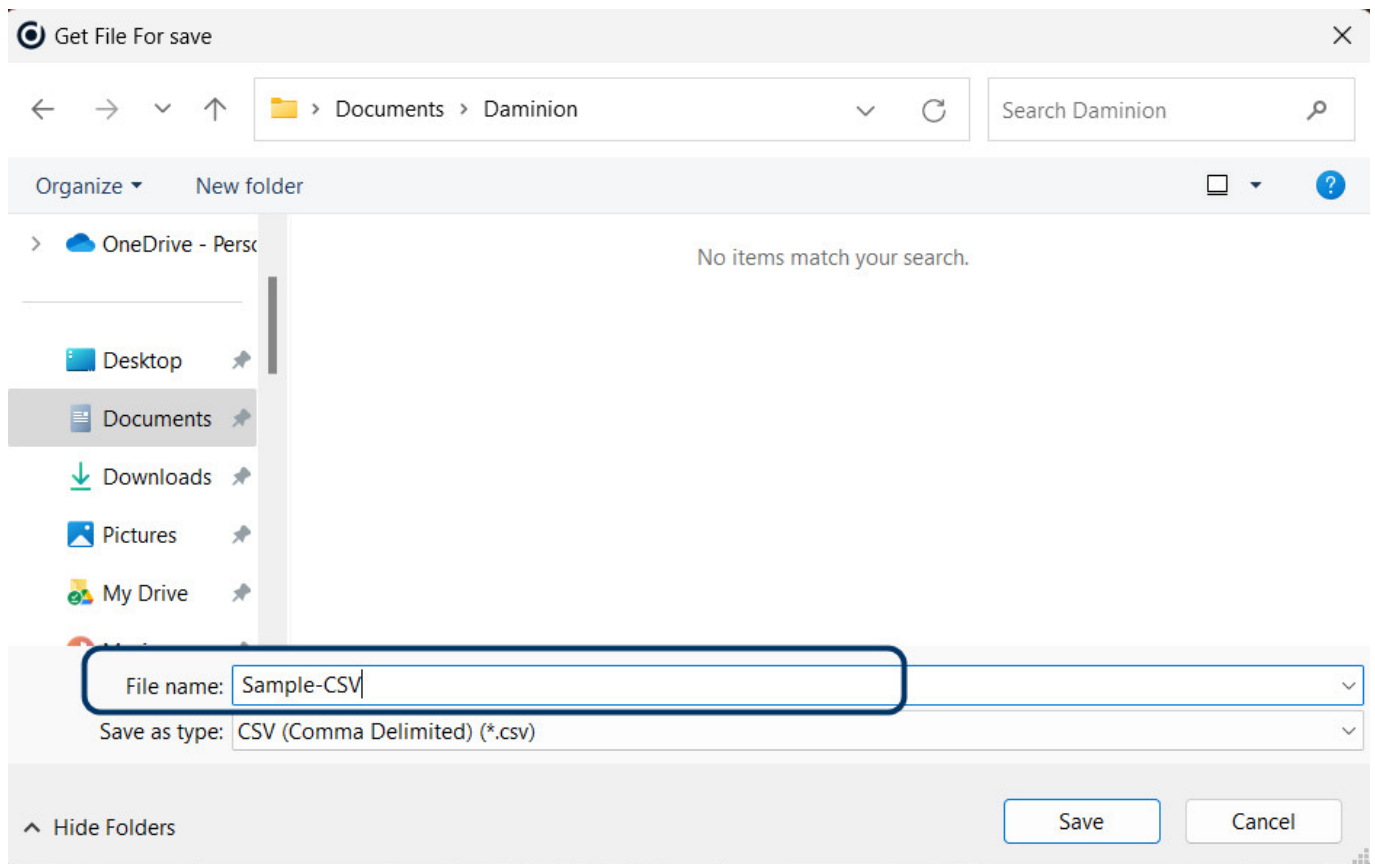 Get File For save
Documents > Daminion
Search Daminion
Organize
New folder
OneDrive - Perso
No items match your search.
Desktop
Documents
Downloads
Pictures
My Drive
File name: Sample-CSV
Save as type: CSV (Comma Delimited) (*.csv)
Hide Folders
Save
Cancel